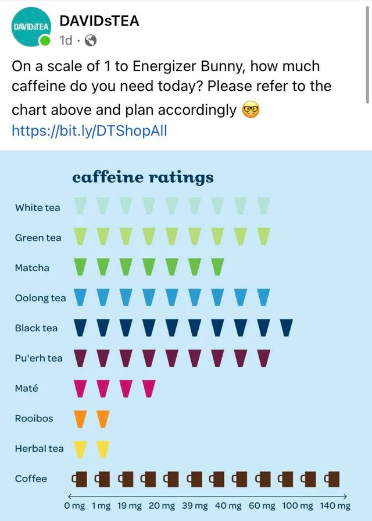 DAVIDsTEA
DAVIDsTEA
1d ·
On a scale of 1 to Energizer Bunny, how much
caffeine do you need today? Please refer to the
chart above and plan accordingly 🤓
https://bit.ly/DTShopAll
caffeine ratings
White tea
Green tea
Matcha
Oolong tea
Black tea
Pu'erh tea
Maté
Rooibos
Herbal tea
Coffee
0 mg 1 mg 19 mg 20 mg 39 mg 40 mg 60 mg 100 mg 140 mg